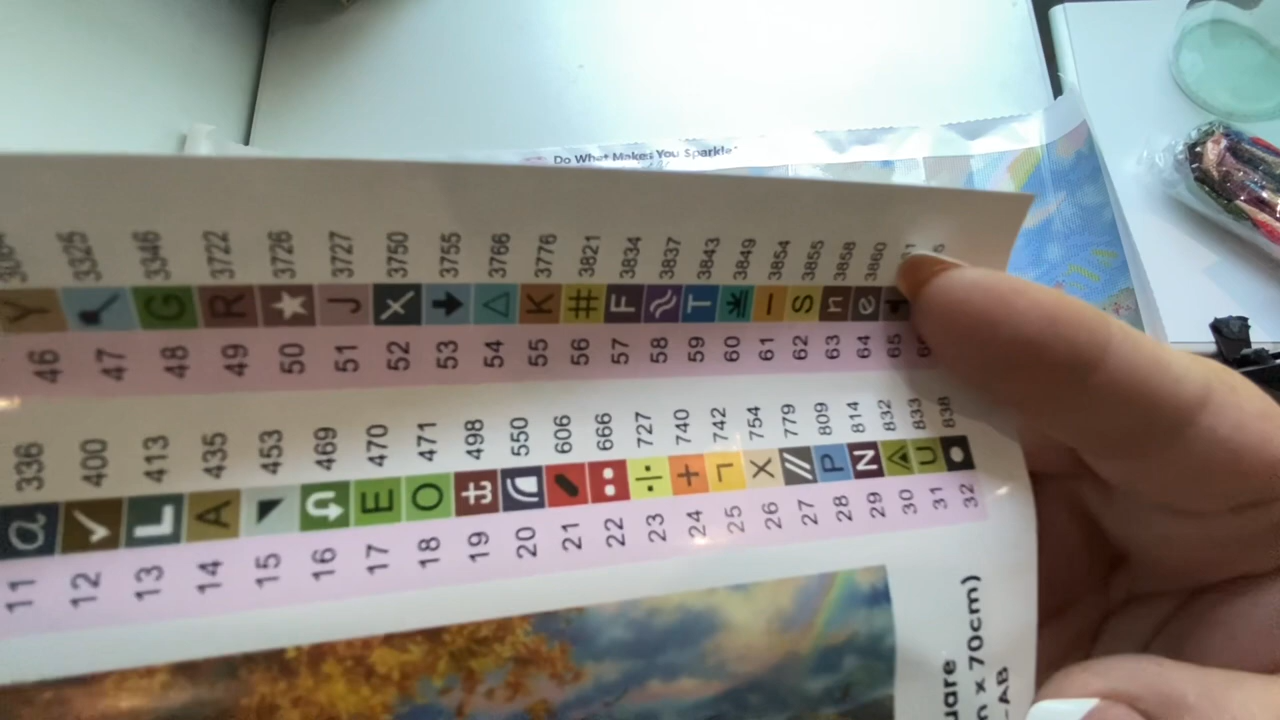 Do What Makes You Sparkle
11 a 336
12 ✓ 400
13 L 413
14 A 435
15 453
16 469
17 E 470
18 O 471
19 498
20 550
21 606
22 666
23 727
24 + 740
25 742
26 X 754
27 // 779
28 P 809
29 N 814
30 832
31 U 833
32 ● 838
46 Y
47 3325
48 G 3346
49 R 3722
50 ★ 3726
51 J 3727
52 X 3750
53 ↓ 3755
54 △ 3766
55 K 3776
56 # 3821
57 F 3834
58 3837
59 T 3843
60 3849
61 – 3854
62 S 3855
63 n 3858
64 e 3860
65
x 70cm)
-AB